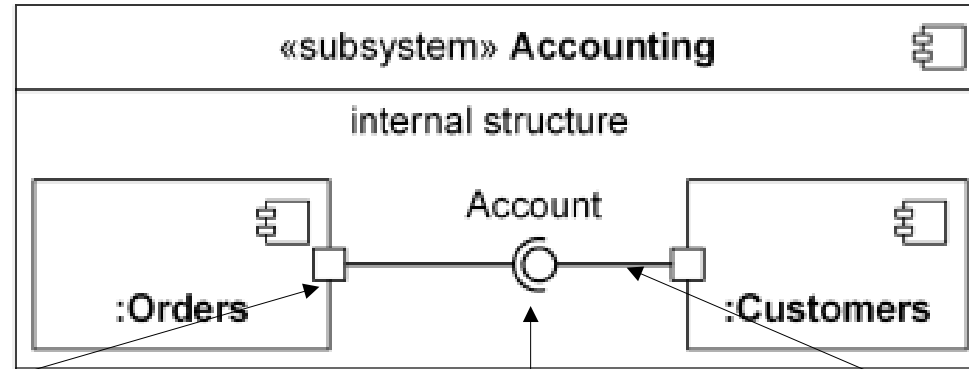 «subsystem» Accounting
internal structure
Account
:Orders
:Customers